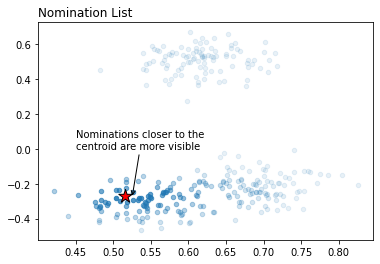 Nomination List
0.6
0.4
0.2
0.0
−0.2
−0.4
Nominations closer to the
centroid are more visible
0.45 0.50 0.55 0.60 0.65 0.70 0.75 0.80